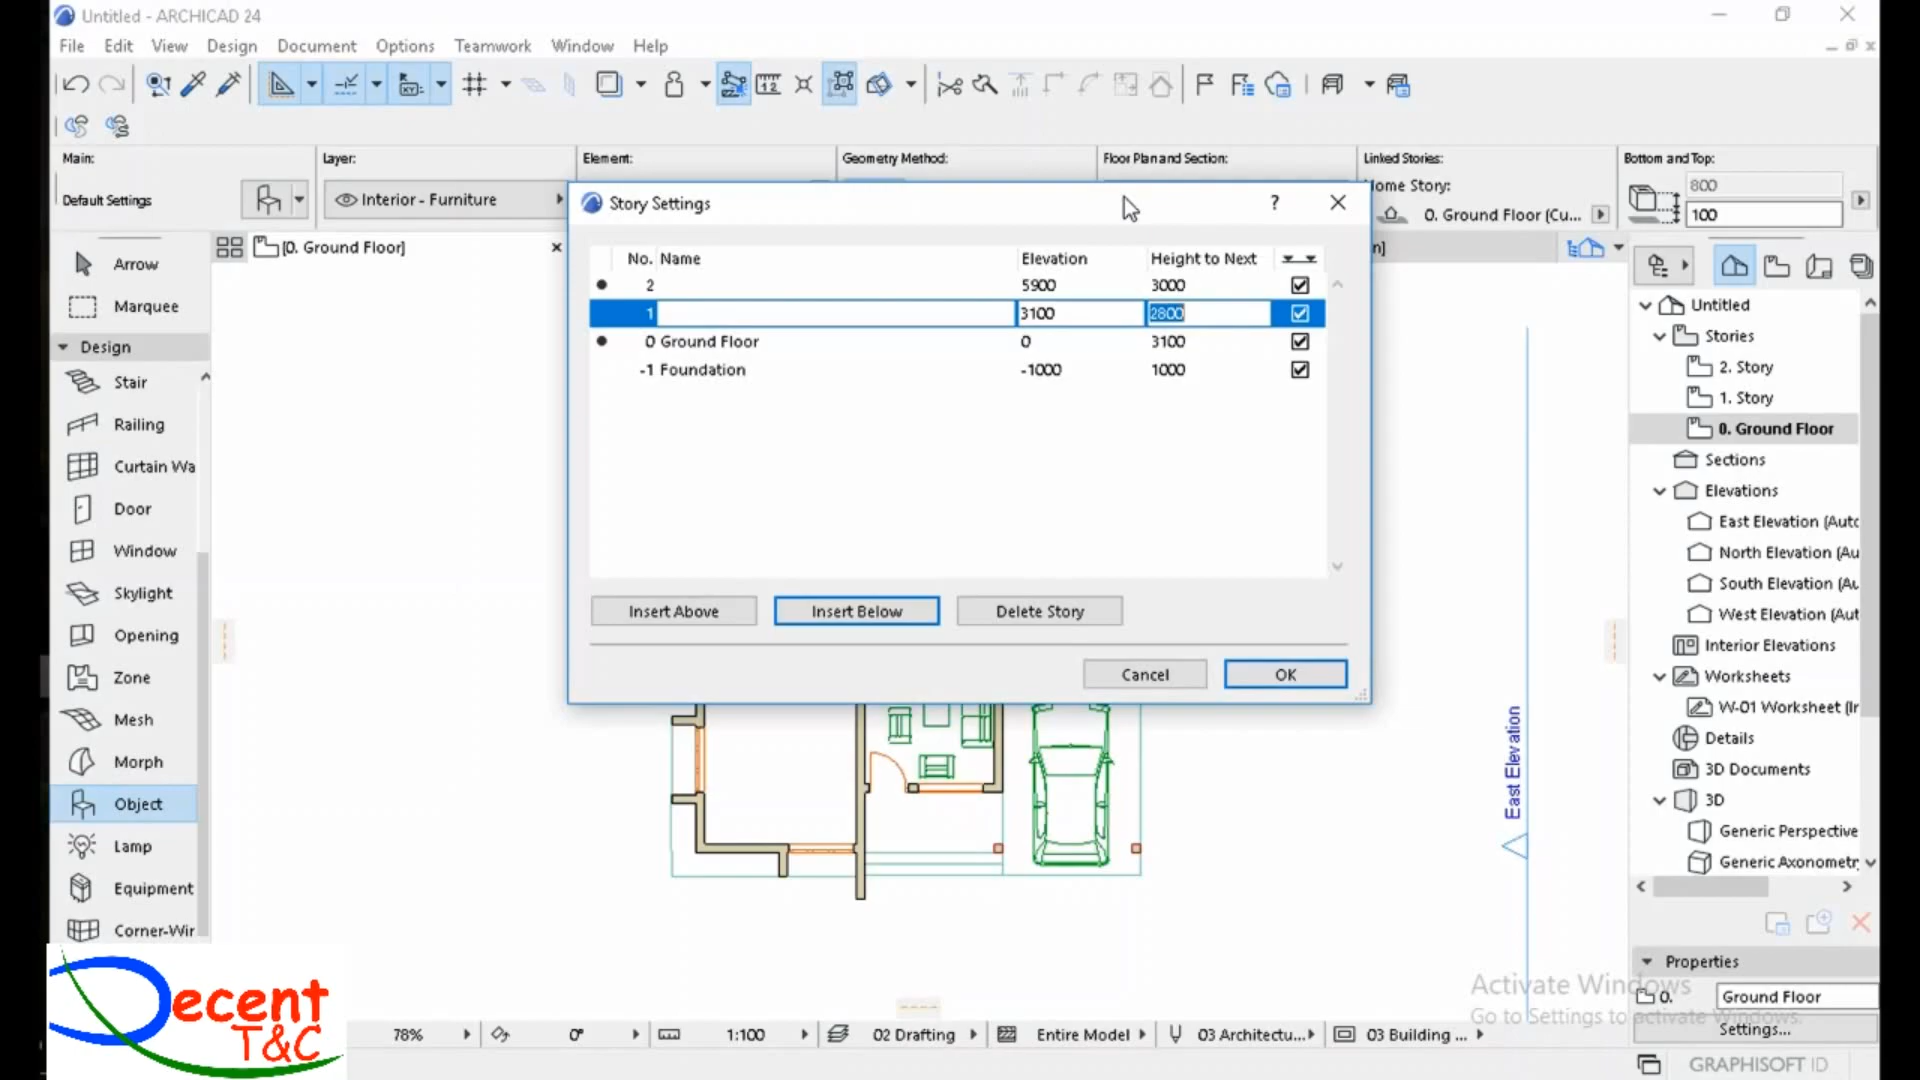 Untitled - ARCHICAD 24
File Edit View Design Document Options Teamwork Window Help
Main:
Layer:
Element:
Geometry Method:
Floor Plan and Section:
Linked Stories:
Bottom and Top:
Default Settings
Interior - Furniture
Home Story:
0. Ground Floor (Cu...
800
100
[0. Ground Floor]
Story Settings
No. Name Elevation Height to Next
2 5900 3000
1 3100 2800
0 Ground Floor 0 3100
-1 Foundation -1000 1000
Insert Above Insert Below Delete Story
Cancel OK
Arrow
Marquee
Design
Stair
Railing
Curtain Wa
Door
Window
Skylight
Opening
Zone
Mesh
Morph
Object
Lamp
Equipment
Corner-Wir
Untitled
Stories
2. Story
1. Story
0. Ground Floor
Sections
Elevations
East Elevation (Auto
North Elevation (Au
South Elevation (Au
West Elevation (Aut
Interior Elevations
Worksheets
W-01 Worksheet (Ir
Details
3D Documents
3D
Generic Perspective
Generic Axonometr
East Elevation
Properties
0. Ground Floor
Settings...
Activate Windows
Go to Settings to activate Windows.
78% 0° 1:100 02 Drafting Entire Model 03 Architectu... 03 Building ...
GRAPHISOFT ID
Decent
T&C